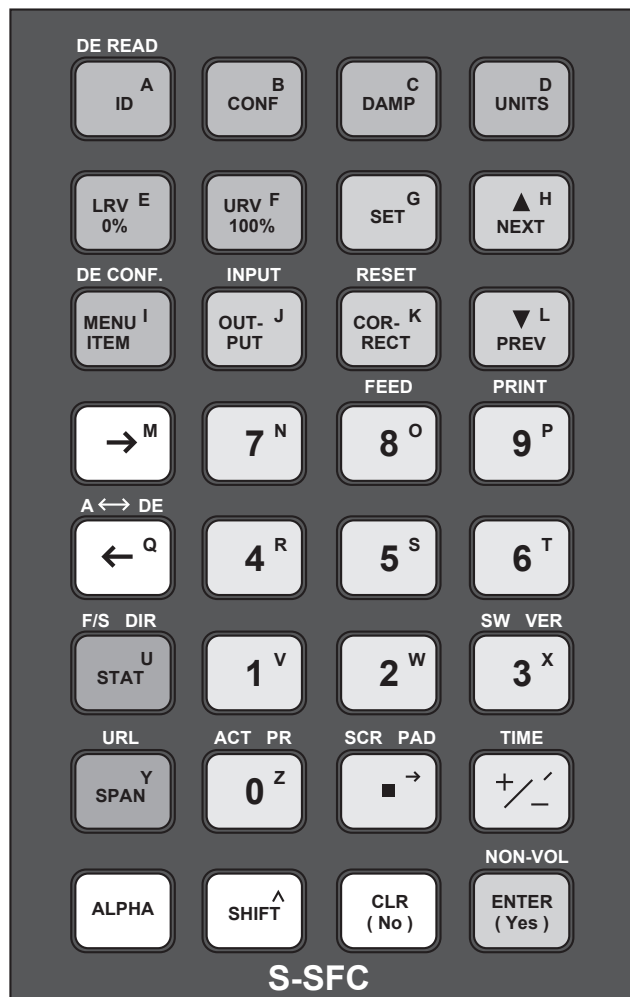 DE READ
A B C D
ID CONF DAMP UNITS
LRV E URV F G ▲ H
0% 100% SET NEXT
DE CONF. INPUT RESET
MENU I OUT- J COR- K ▼ L
ITEM PUT RECT PREV
FEED PRINT
→ M 7 N 8 O 9 P
A ↔ DE
← Q 4 R 5 S 6 T
F/S DIR SW VER
U
STAT 1 V 2 W 3 X
URL ACT PR SCR PAD TIME
Y
SPAN 0 Z ■ → +/- ′
NON-VOL
ALPHA SHIFT ^ CLR ENTER
( No ) ( Yes )
S-SFC